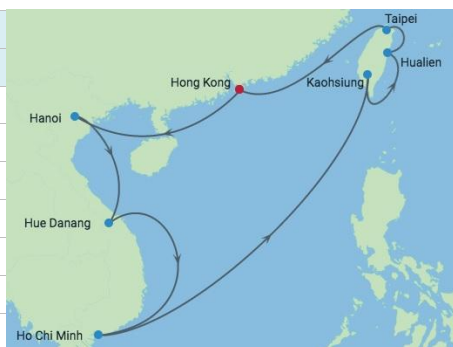 Taipei
Hualien
Hong Kong
Kaohsiung
Hanoi
Hue Danang
Ho Chi Minh